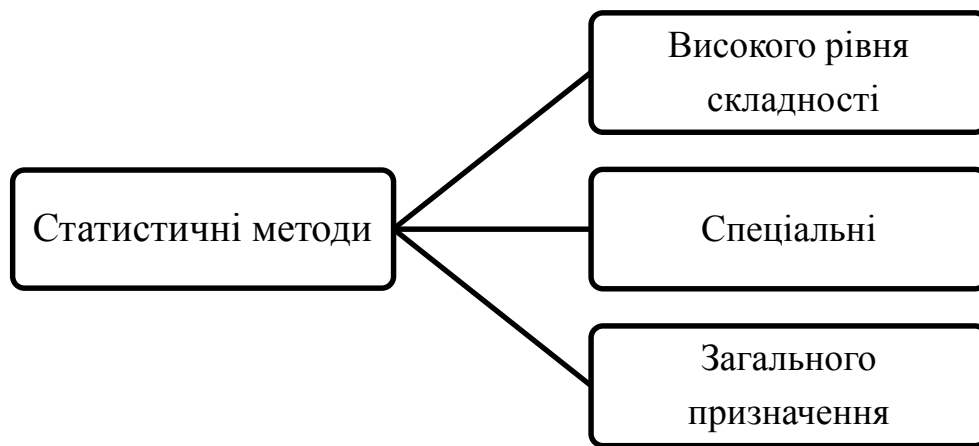 Високого рівня
складності
Статистичні методи
Спеціальні
Загального
призначення